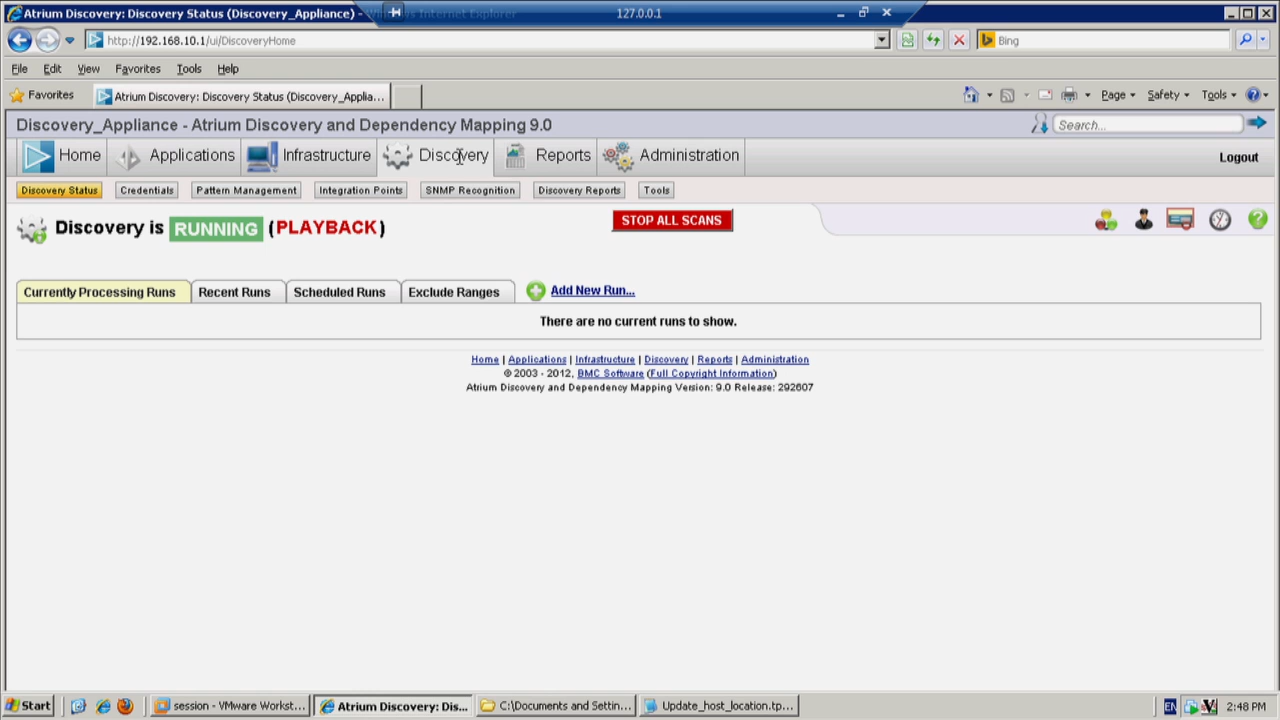 Atrium Discovery: Discovery Status (Discovery_Appliance) - Windows Internet Explorer
127.0.0.1
http://192.168.10.1/ui/DiscoveryHome
Bing
File Edit View Favorites Tools Help
Favorites
Atrium Discovery: Discovery Status (Discovery_Applia...
Page Safety Tools
Discovery_Appliance - Atrium Discovery and Dependency Mapping 9.0
Search...
Home Applications Infrastructure Discovery Reports Administration
Logout
Discovery Status Credentials Pattern Management Integration Points SNMP Recognition Discovery Reports Tools
Discovery is RUNNING (PLAYBACK)
STOP ALL SCANS
Currently Processing Runs Recent Runs Scheduled Runs Exclude Ranges Add New Run...
There are no current runs to show.
Home | Applications | Infrastructure | Discovery | Reports | Administration
© 2003 - 2012, BMC Software (Full Copyright Information)
Atrium Discovery and Dependency Mapping Version: 9.0 Release: 292607
Start
session - VMware Workst...
Atrium Discovery: Dis...
C:\Documents and Settin...
Update_host_location.tp...
EN
2:48 PM